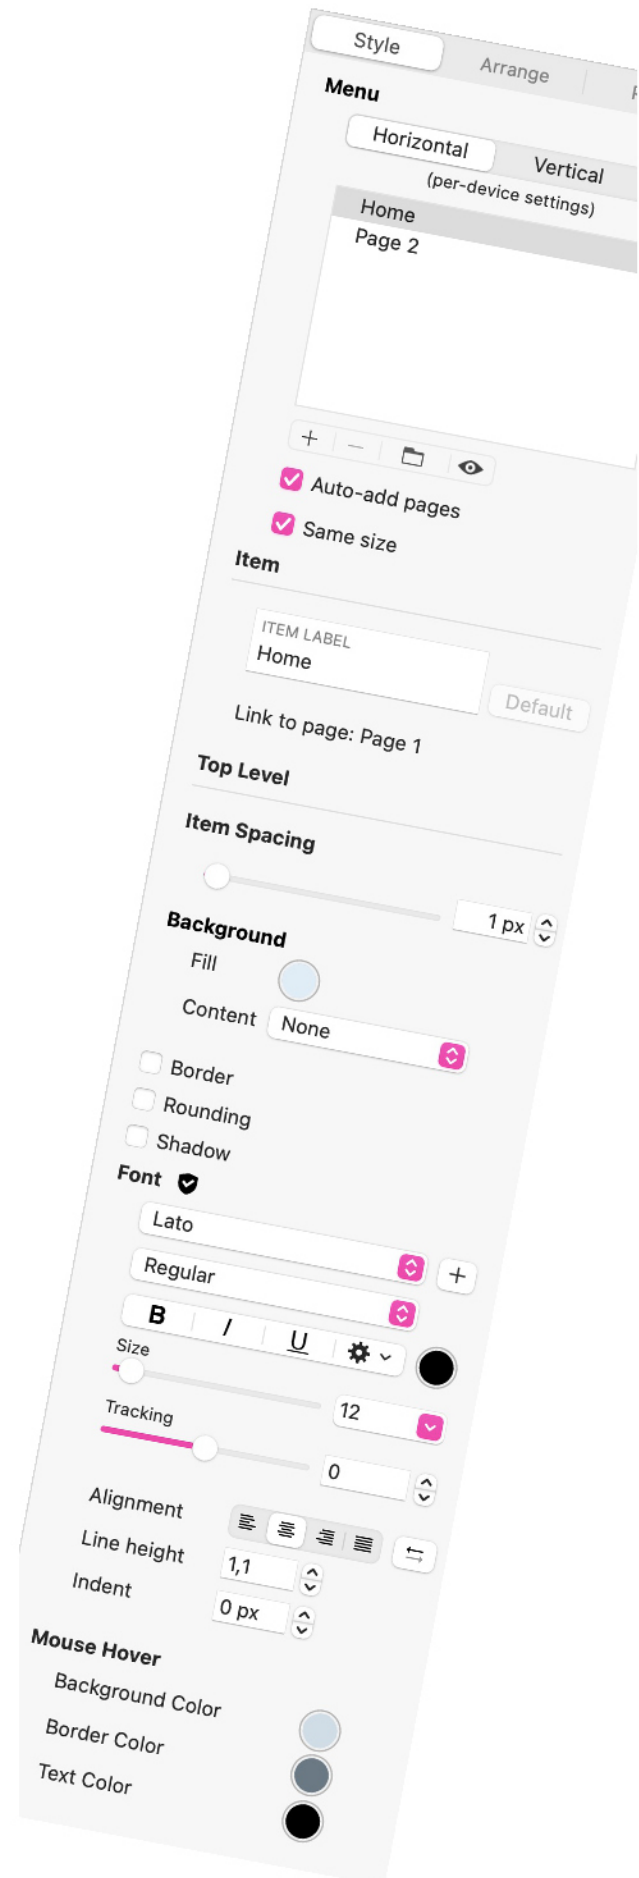 Style
Arrange
Menu
Horizontal
Vertical
(per-device settings)
Home
Page 2
Auto-add pages
Same size
Item
ITEM LABEL
Home
Default
Link to page: Page 1
Top Level
Item Spacing
1 px
Background
Fill
Content
None
Border
Rounding
Shadow
Font
Lato
Regular
B
I
U
Size
12
Tracking
0
Alignment
Line height
1,1
Indent
0 px
Mouse Hover
Background Color
Border Color
Text Color